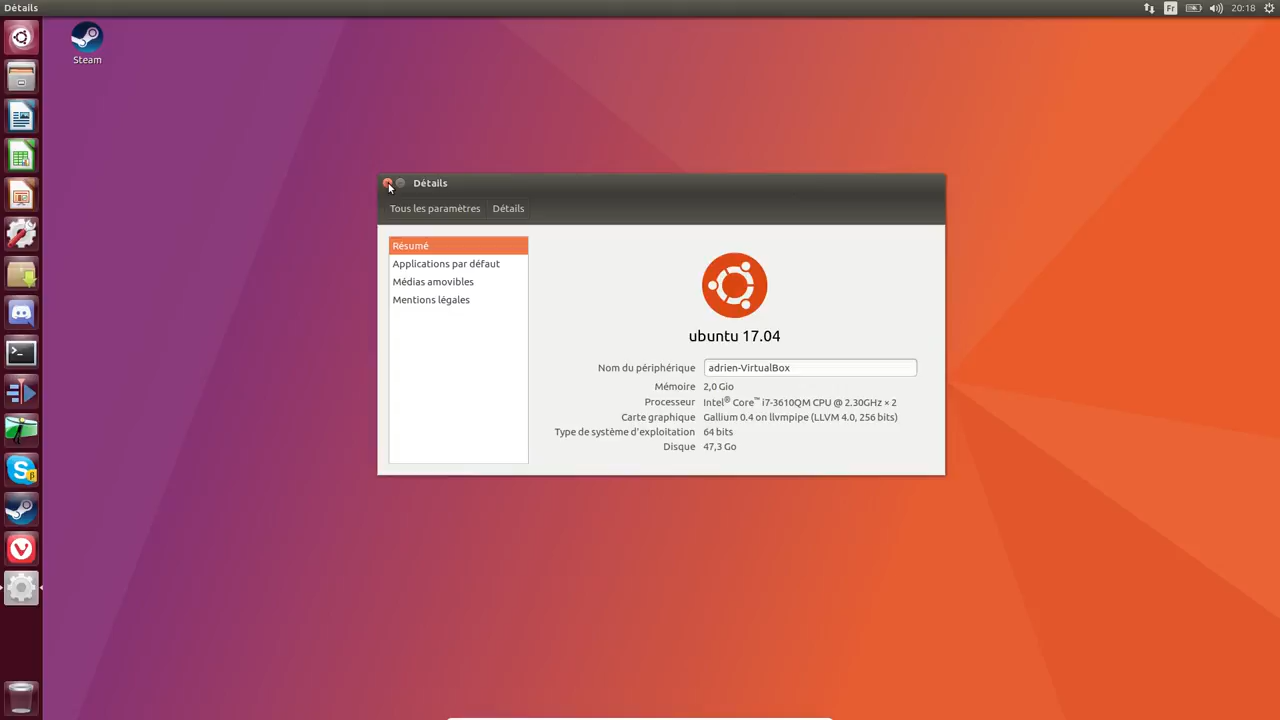 Détails
Fr
20:18
Steam
Détails
Tous les paramètres Détails
Résumé
Applications par défaut
Médias amovibles
Mentions légales
ubuntu 17.04
Nom du périphérique adrien-VirtualBox
Mémoire 2,0 Gio
Processeur Intel® Core™ i7-3610QM CPU @ 2.30GHz × 2
Carte graphique Gallium 0.4 on llvmpipe (LLVM 4.0, 256 bits)
Type de système d'exploitation 64 bits
Disque 47,3 Go